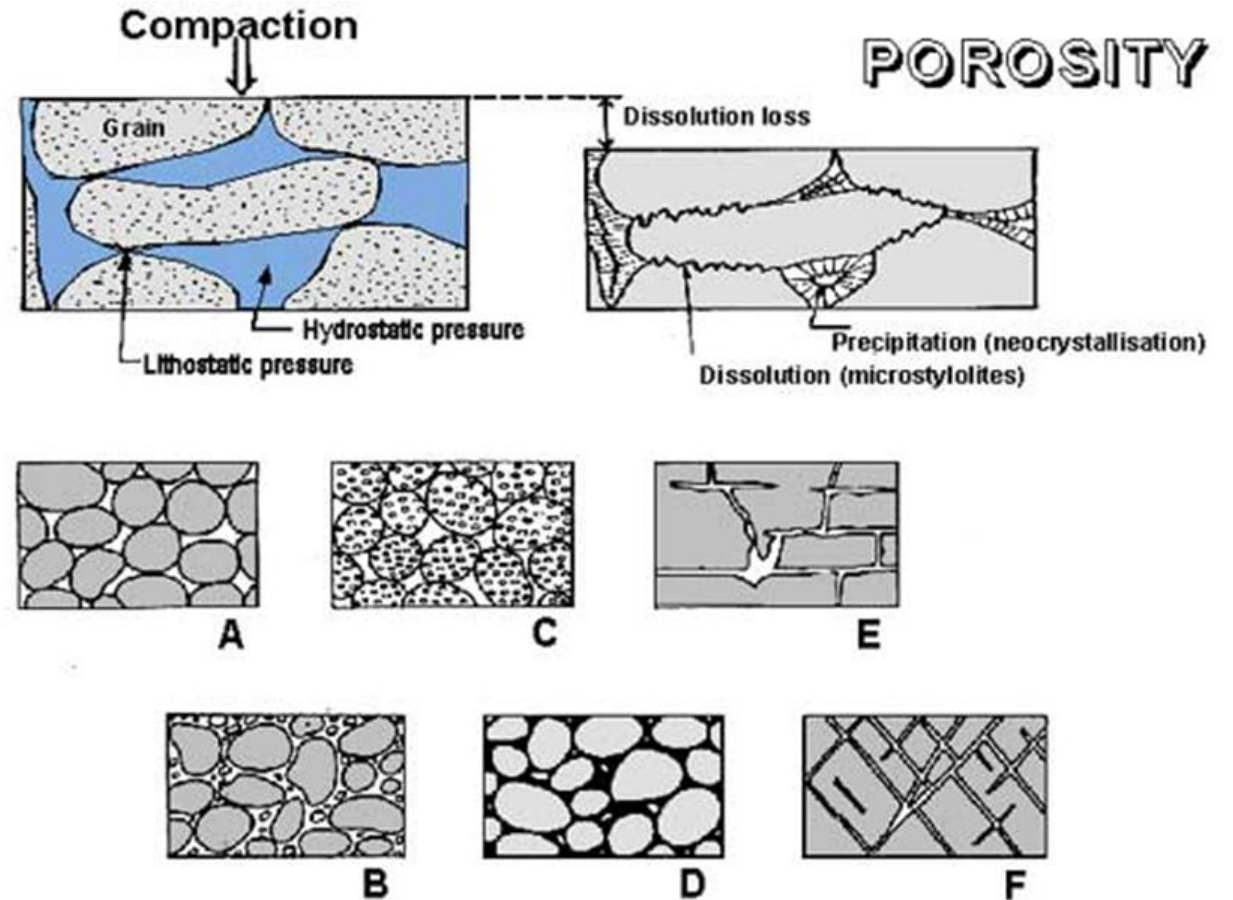 Compaction
POROSITY
Grain
Dissolution loss
Hydrostatic pressure
Lithostatic pressure
Precipitation (neocrystallisation)
Dissolution (microstylolites)
A
C
E
B
D
F